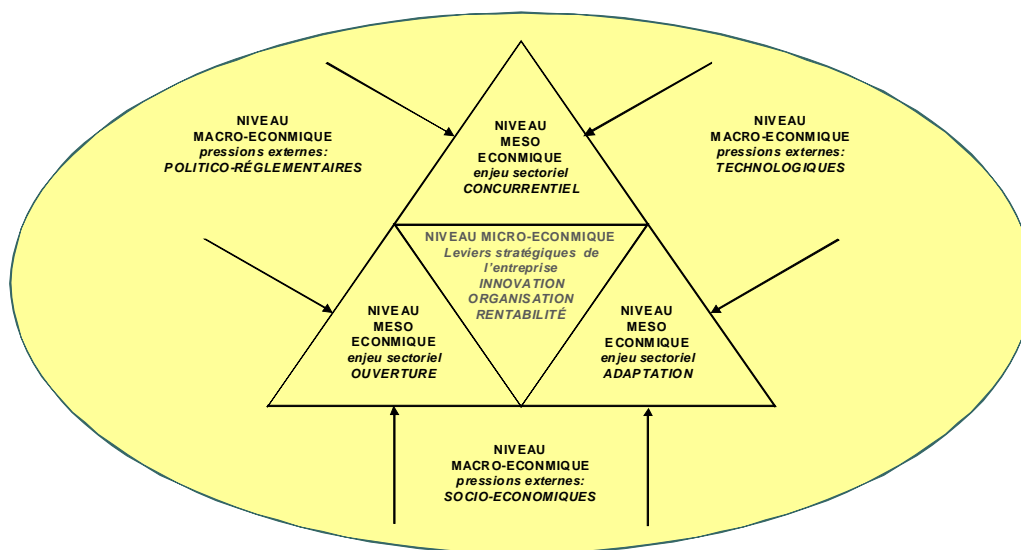 NIVEAU
MACRO-ECONMIQUE
pressions externes:
POLITICO-RÉGLEMENTAIRES
NIVEAU
MESO
ECONMIQUE
enjeu sectoriel
CONCURRENTIEL
NIVEAU
MACRO-ECONMIQUE
pressions externes:
TECHNOLOGIQUES
NIVEAU MICRO-ECONMIQUE
Leviers stratégiques de
l'entreprise
INNOVATION
ORGANISATION
RENTABILITÉ
NIVEAU
MESO
ECONMIQUE
enjeu sectoriel
OUVERTURE
NIVEAU
MESO
ECONMIQUE
enjeu sectoriel
ADAPTATION
NIVEAU
MACRO-ECONMIQUE
pressions externes:
SOCIO-ECONOMIQUES